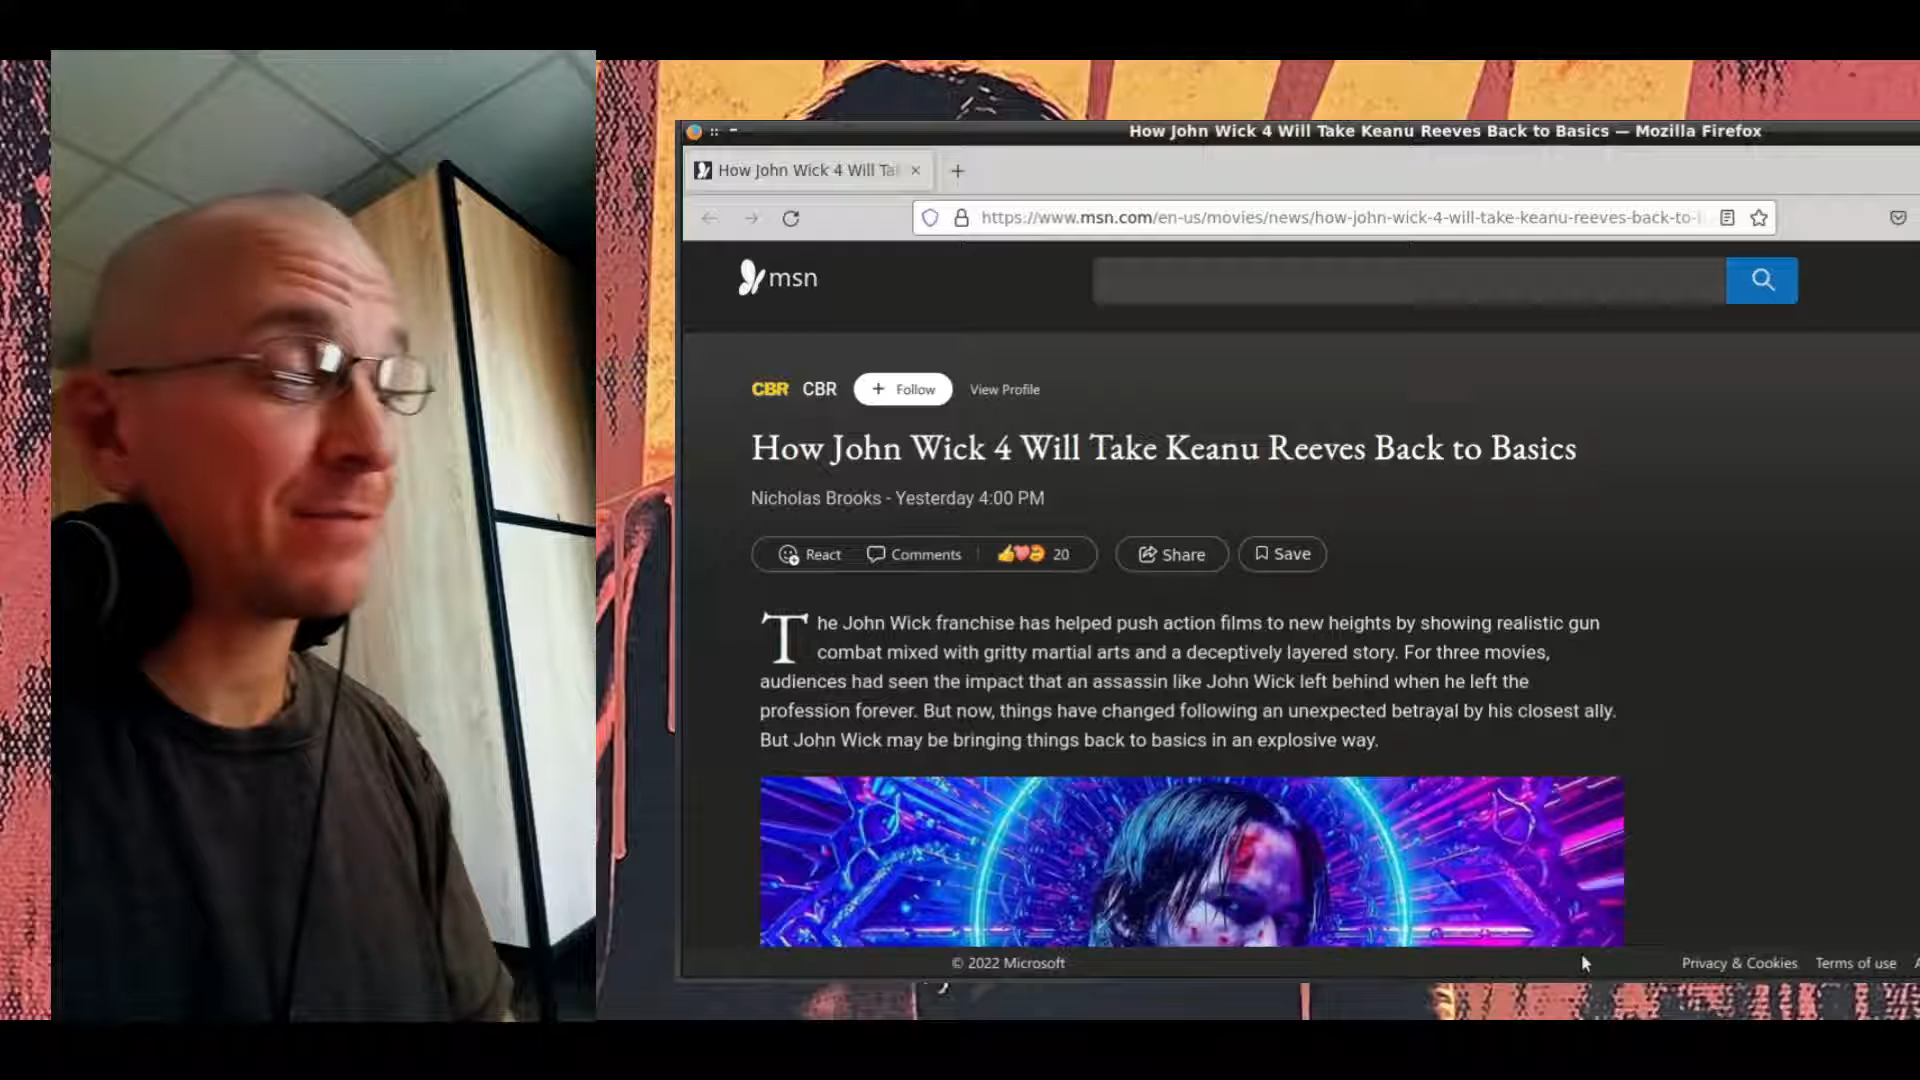 How John Wick 4 Will Take Keanu Reeves Back to Basics — Mozilla Firefox
How John Wick 4 Will Ta
https://www.msn.com/en-us/movies/news/how-john-wick-4-will-take-keanu-reeves-back-to-
msn
CBR CBR + Follow View Profile
How John Wick 4 Will Take Keanu Reeves Back to Basics
Nicholas Brooks - Yesterday 4:00 PM
React Comments 20 Share Save
The John Wick franchise has helped push action films to new heights by showing realistic gun
combat mixed with gritty martial arts and a deceptively layered story. For three movies,
audiences had seen the impact that an assassin like John Wick left behind when he left the
profession forever. But now, things have changed following an unexpected betrayal by his closest ally.
But John Wick may be bringing things back to basics in an explosive way.
© 2022 Microsoft Privacy & Cookies Terms of use